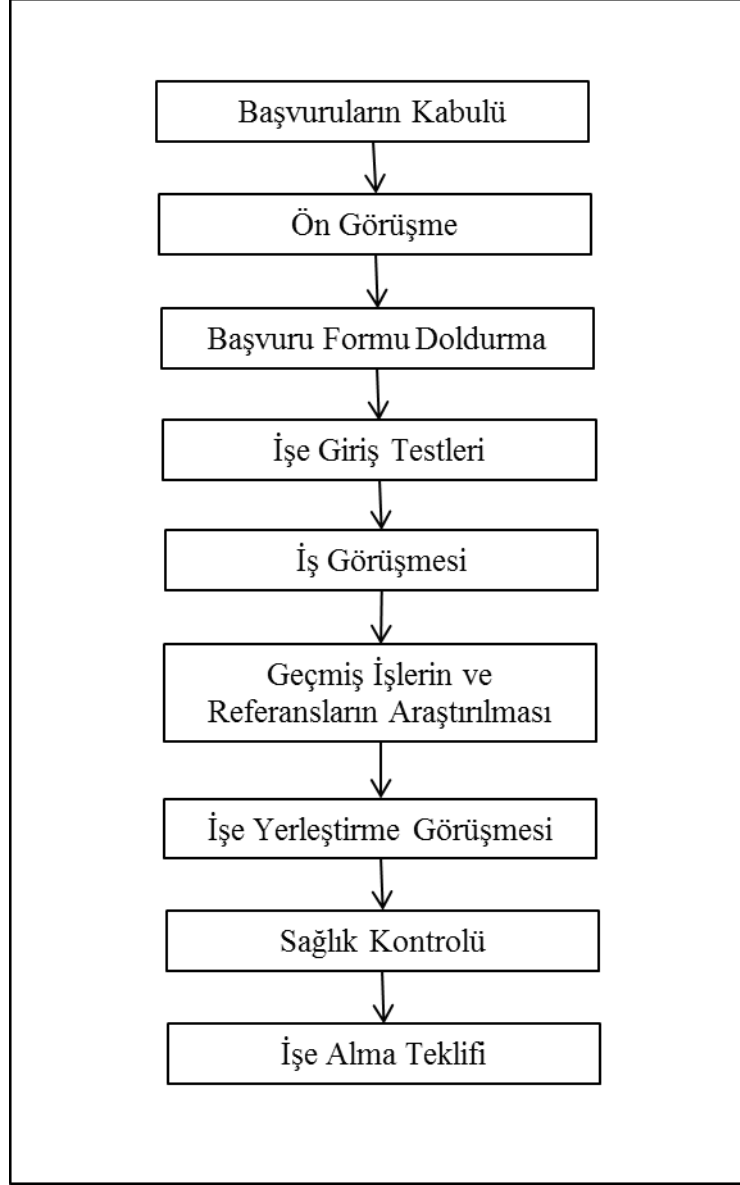 Başvuruların Kabulü
Ön Görüşme
Başvuru Formu Doldurma
İşe Giriş Testleri
İş Görüşmesi
Geçmiş İşlerin ve
Referansların Araştırılması
İşe Yerleştirme Görüşmesi
Sağlık Kontrolü
İşe Alma Teklifi